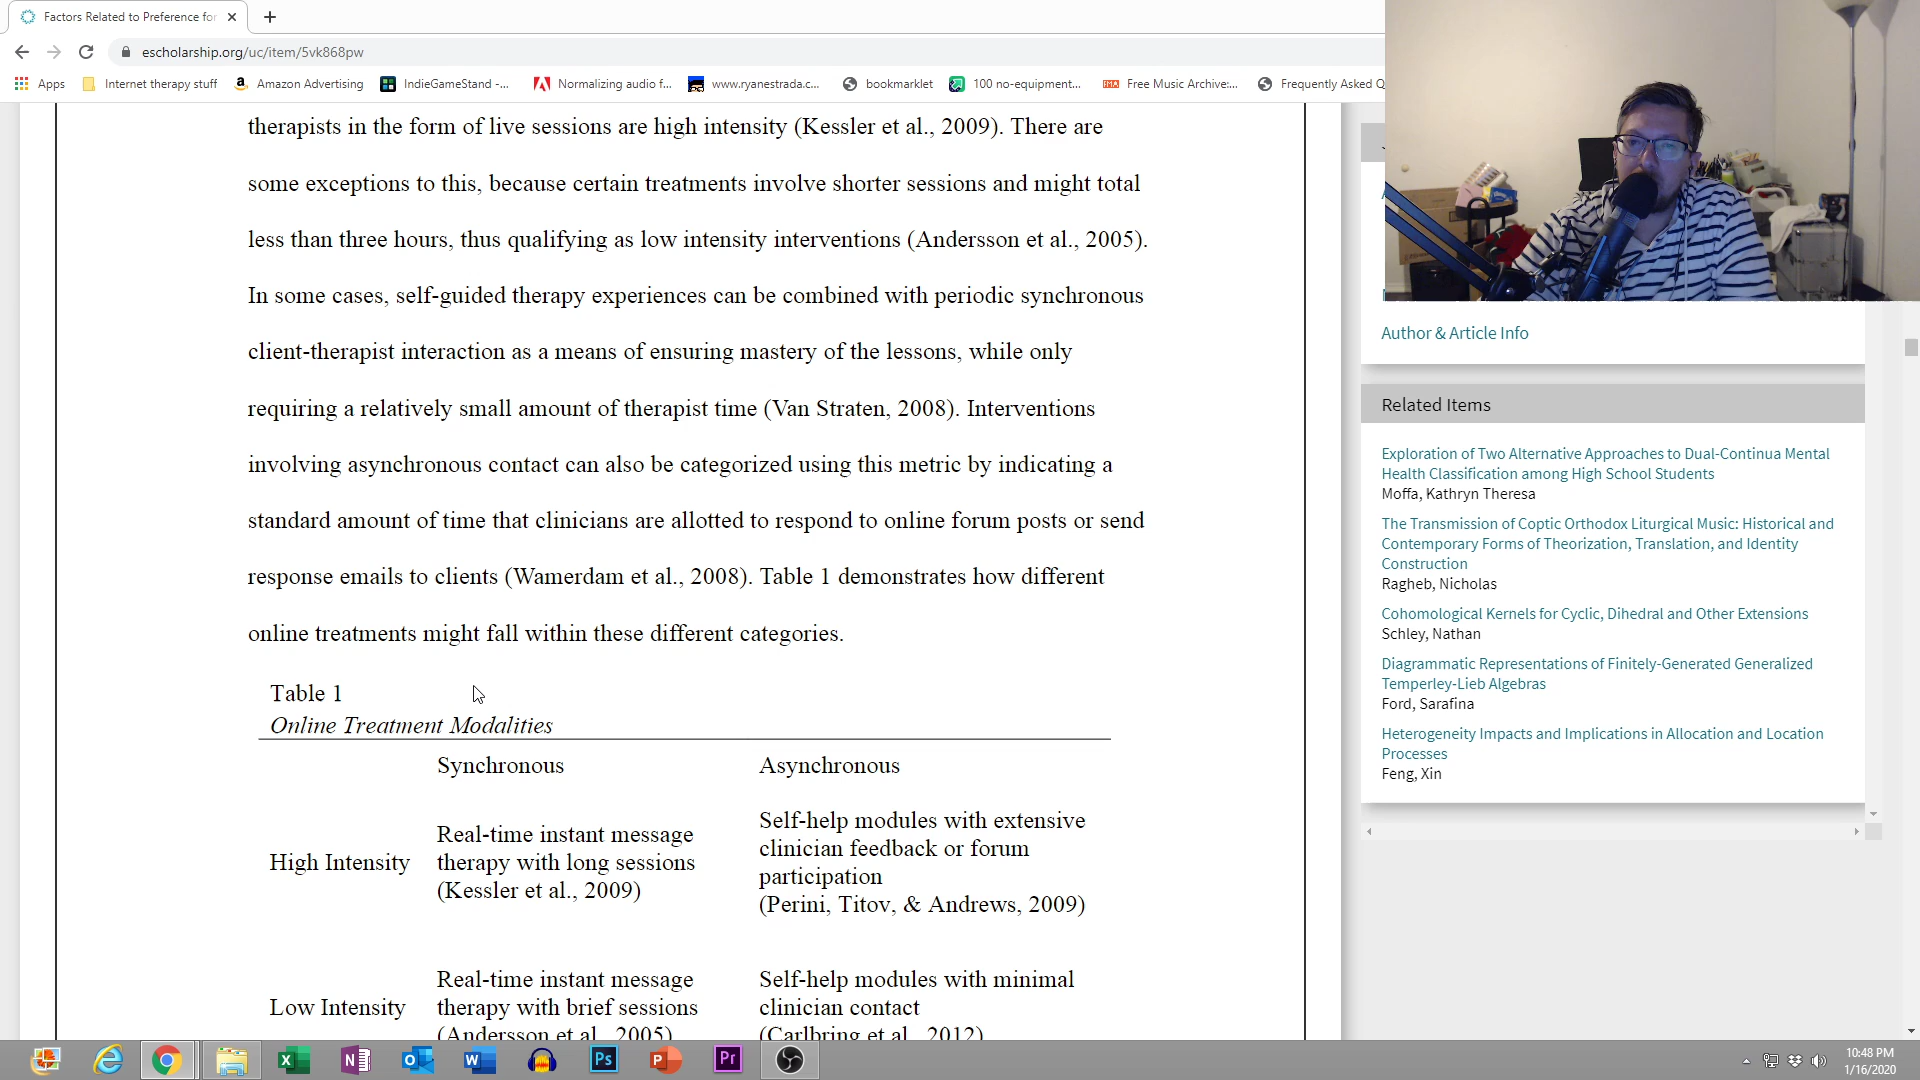 Factors Related to Preference for
escholarship.org/uc/item/5vk868pw
Apps
Internet therapy stuff
Amazon Advertising
IndieGameStand -...
Normalizing audio f...
www.ryanestrada.c...
bookmarklet
100 no-equipment...
Free Music Archive:...
Frequently Asked Q
therapists in the form of live sessions are high intensity (Kessler et al., 2009). There are
some exceptions to this, because certain treatments involve shorter sessions and might total
less than three hours, thus qualifying as low intensity interventions (Andersson et al., 2005).
In some cases, self-guided therapy experiences can be combined with periodic synchronous
client-therapist interaction as a means of ensuring mastery of the lessons, while only
requiring a relatively small amount of therapist time (Van Straten, 2008). Interventions
involving asynchronous contact can also be categorized using this metric by indicating a
standard amount of time that clinicians are allotted to respond to online forum posts or send
response emails to clients (Wamerdam et al., 2008). Table 1 demonstrates how different
online treatments might fall within these different categories.
Table 1
Online Treatment Modalities
Synchronous
Asynchronous
High Intensity
Real-time instant message
therapy with long sessions
(Kessler et al., 2009)
Self-help modules with extensive
clinician feedback or forum
participation
(Perini, Titov, & Andrews, 2009)
Low Intensity
Real-time instant message
therapy with brief sessions
(Andersson et al., 2005)
Self-help modules with minimal
clinician contact
(Carlbring et al., 2012)
Author & Article Info
Related Items
Exploration of Two Alternative Approaches to Dual-Continua Mental
Health Classification among High School Students
Moffa, Kathryn Theresa
The Transmission of Coptic Orthodox Liturgical Music: Historical and
Contemporary Forms of Theorization, Translation, and Identity
Construction
Ragheb, Nicholas
Cohomological Kernels for Cyclic, Dihedral and Other Extensions
Schley, Nathan
Diagrammatic Representations of Finitely-Generated Generalized
Temperley-Lieb Algebras
Ford, Sarafina
Heterogeneity Impacts and Implications in Allocation and Location
Processes
Feng, Xin
10:48 PM
1/16/2020